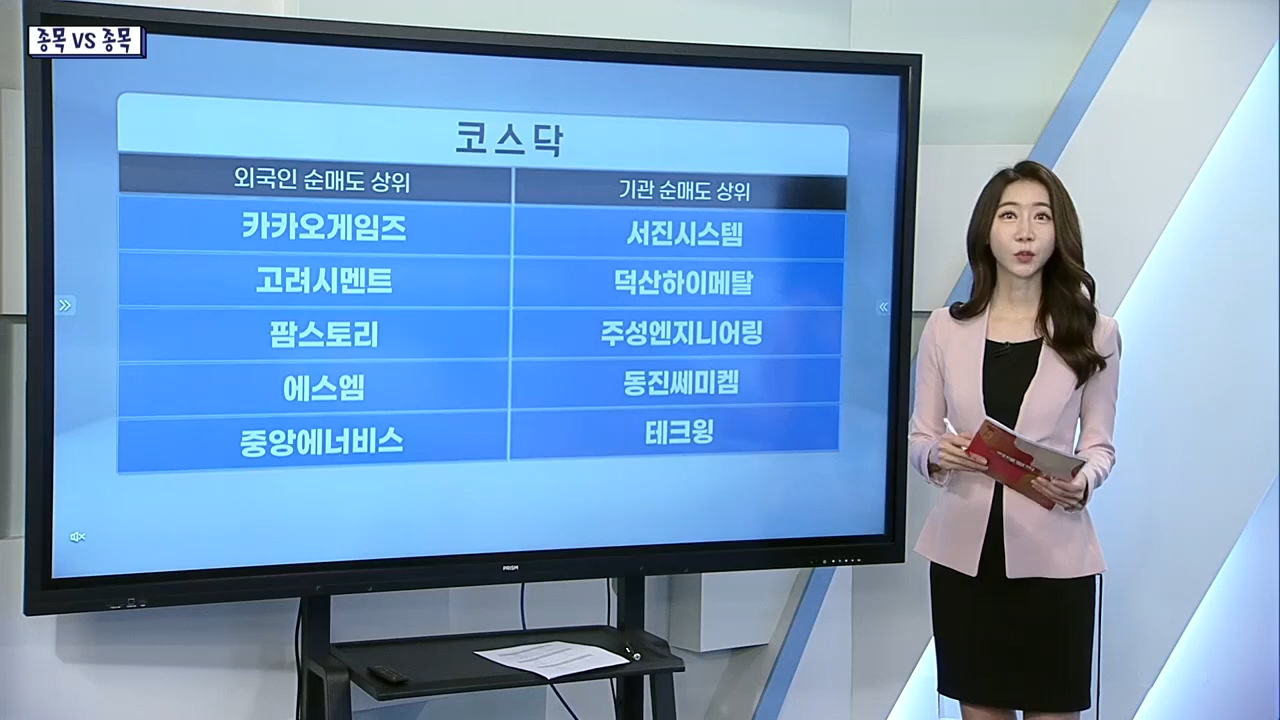 종목 VS 종목
코스닥
외국인 순매도 상위
기관 순매도 상위
카카오게임즈
서진시스템
고려시멘트
덕산하이메탈
팜스토리
주성엔지니어링
에스엠
동진쎄미켐
중앙에너비스
테크윙
PRISM